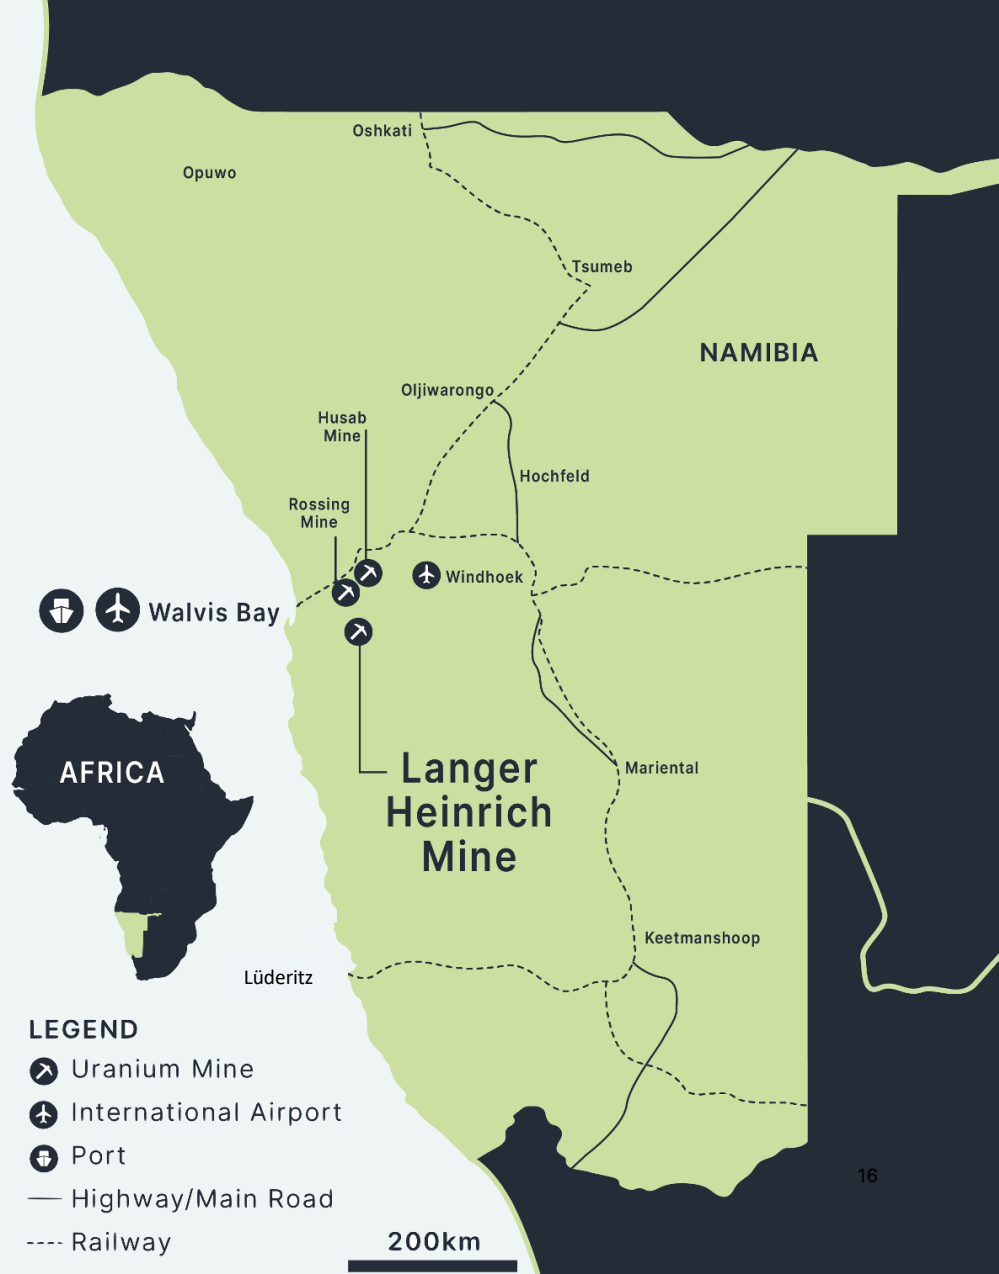 Oshkati
Opuwo
Tsumeb
NAMIBIA
Oljiwarongo
Husab
Mine
Hochfeld
Rossing
Mine
Windhoek
Walvis Bay
AFRICA
Langer
Heinrich
Mine
Mariental
Keetmanshoop
Lüderitz
LEGEND
Uranium Mine
International Airport
Port
Highway/Main Road
Railway
16
200km